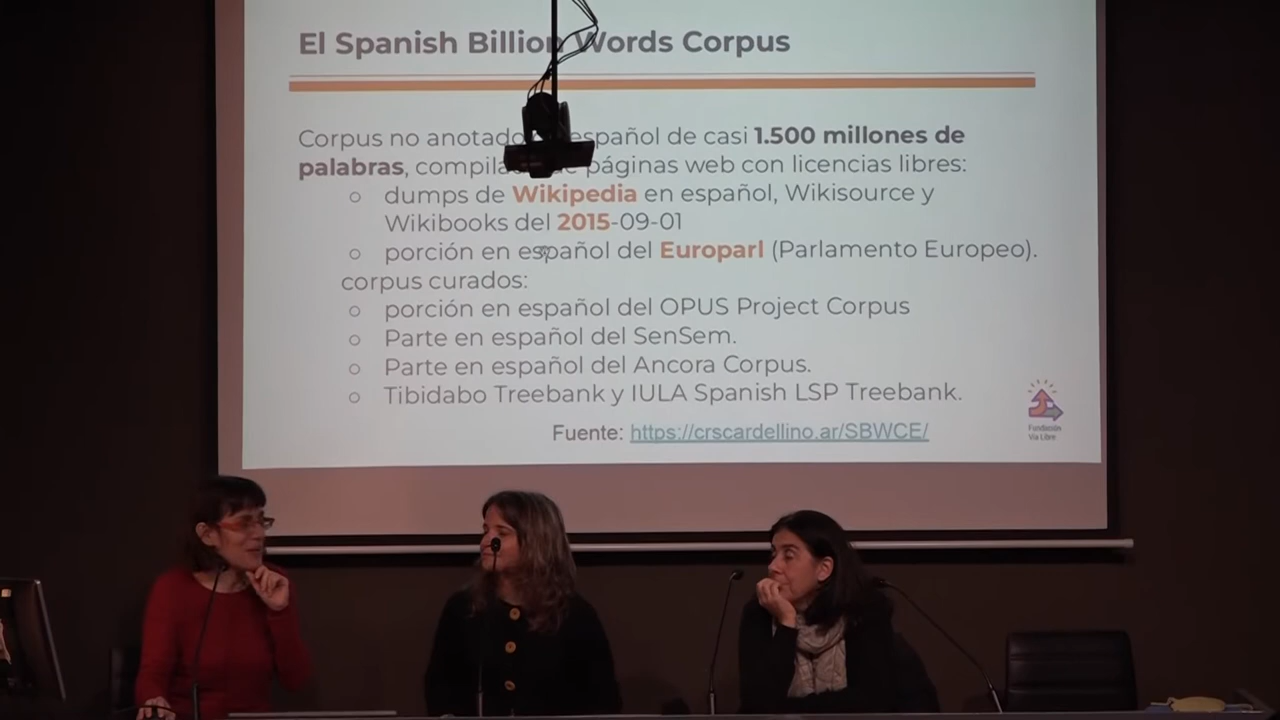 El Spanish Billion Words Corpus
Corpus no anotado español de casi 1.500 millones de
palabras, páginas web con licencias libres:
○ dumps de Wikipedia en español, Wikisource y
Wikibooks del 2015-09-01
○ porción en español del Europarl (Parlamento Europeo).
corpus curados:
○ porción en español del OPUS Project Corpus
○ Parte en español del SenSem.
○ Parte en español del Ancora Corpus.
○ Tibidabo Treebank y IULA Spanish LSP Treebank.
Fuente: https://crscardellino.ar/SBWCE/
Fundación
Vía Libre